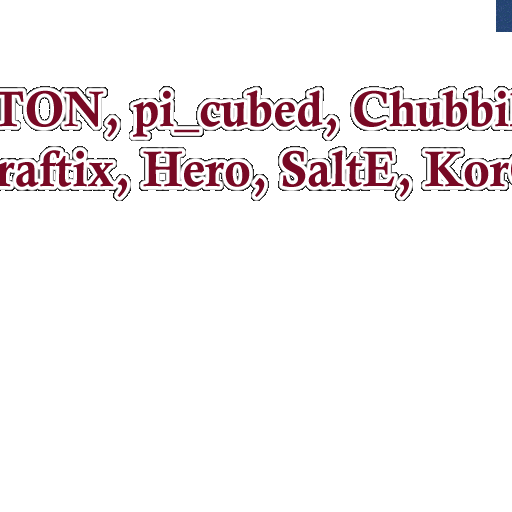 TON, pi_cubed, Chubbi
raftix, Hero, SaltE, Kor